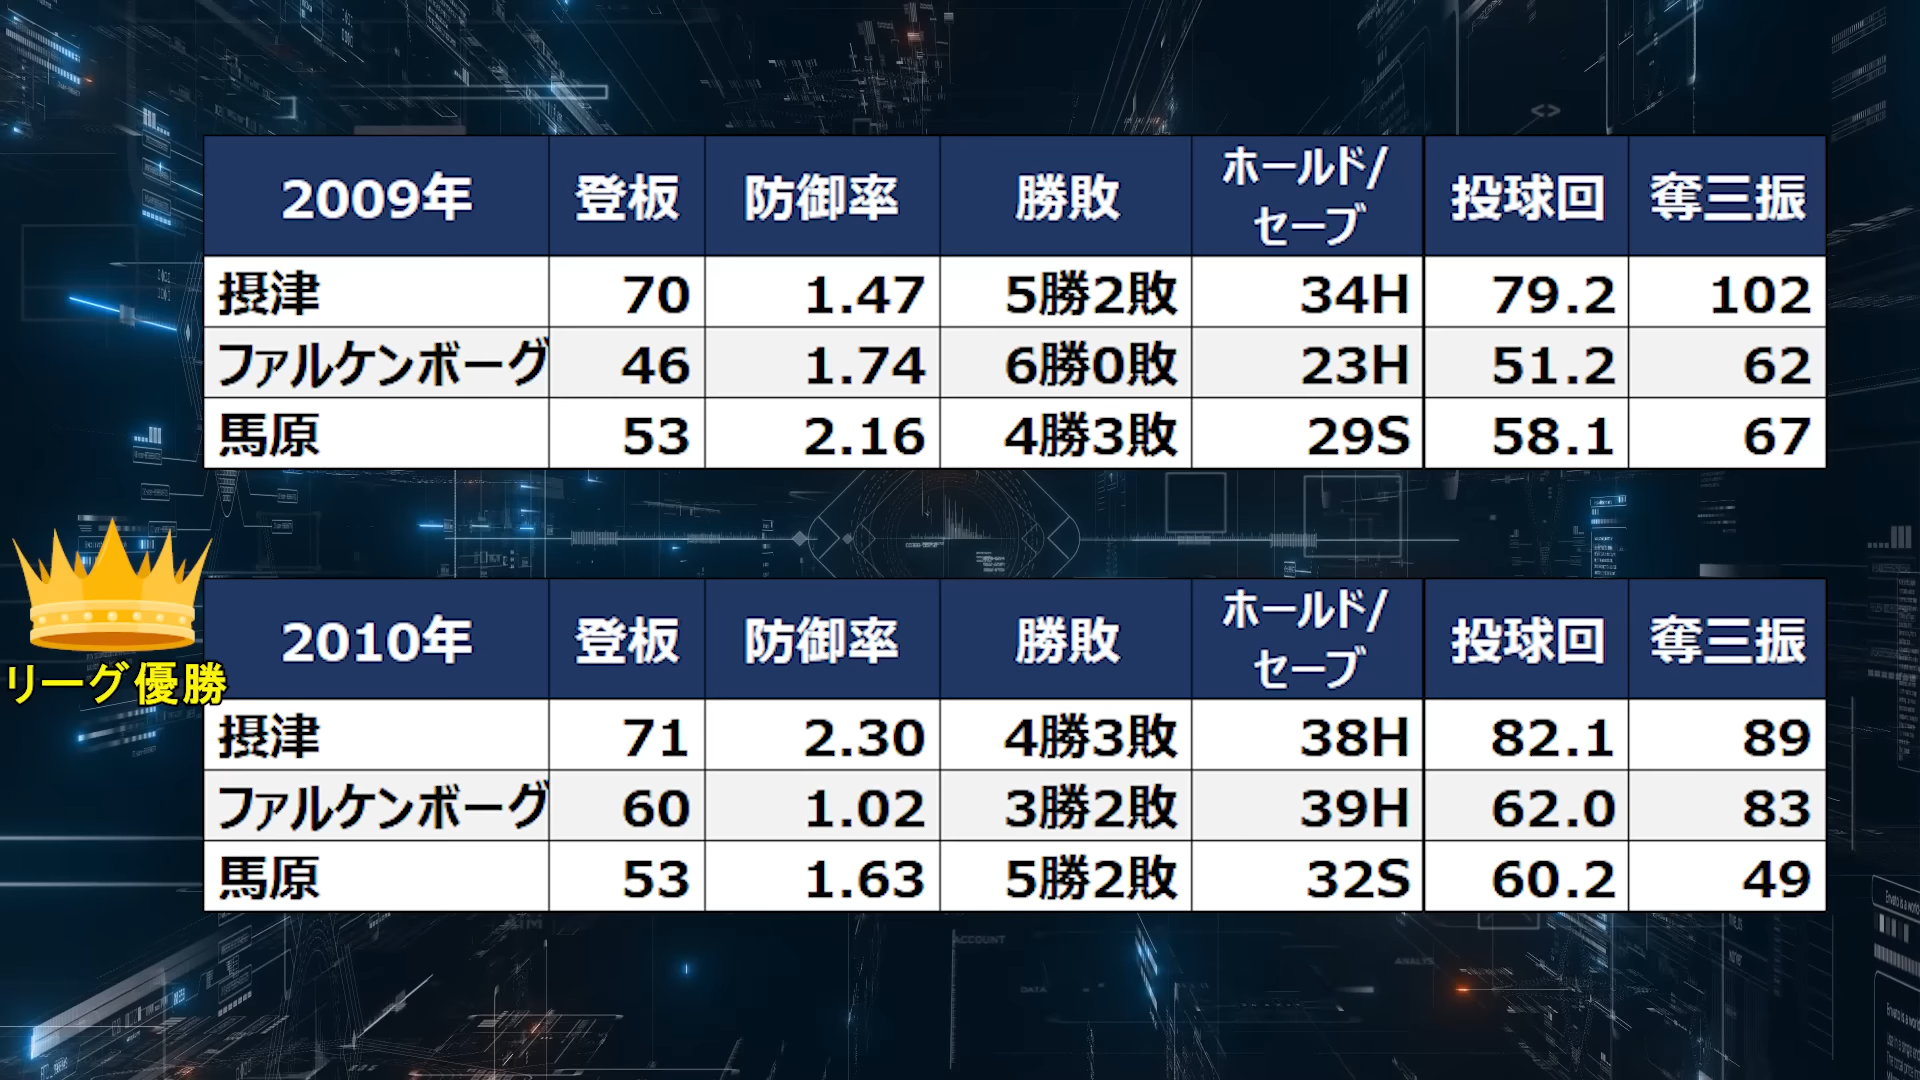 2009年 登板 防御率 勝敗 ホールド/セーブ 投球回 奪三振
摂津 70 1.47 5勝2敗 34H 79.2 102
ファルケンボーグ 46 1.74 6勝0敗 23H 51.2 62
馬原 53 2.16 4勝3敗 29S 58.1 67
リーグ優勝
2010年 登板 防御率 勝敗 ホールド/セーブ 投球回 奪三振
摂津 71 2.30 4勝3敗 38H 82.1 89
ファルケンボーグ 60 1.02 3勝2敗 39H 62.0 83
馬原 53 1.63 5勝2敗 32S 60.2 49
ACCOUNT